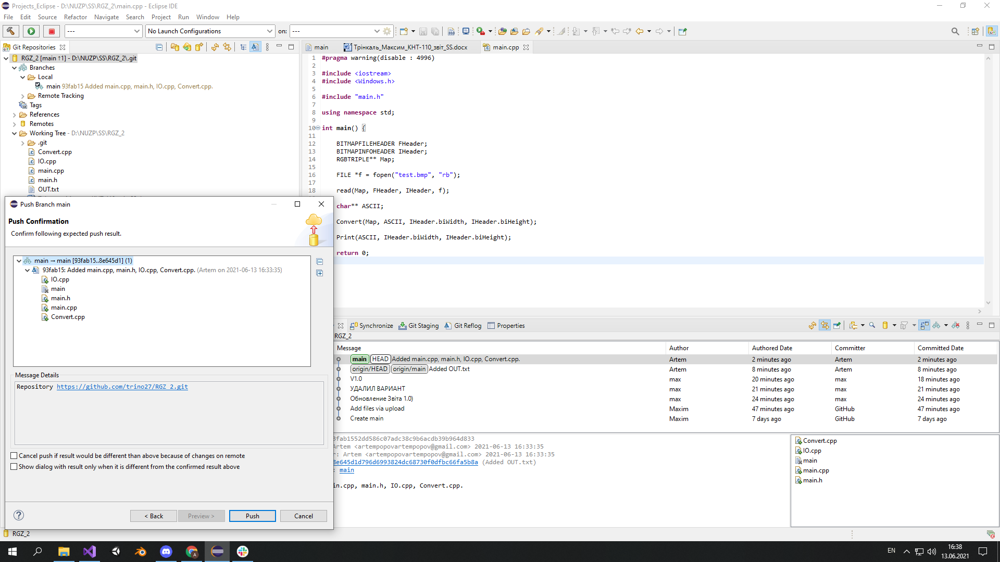 Projects_Eclipse - D:\NUZP\SS\RGZ_2\main.cpp - Eclipse IDE
File Edit Source Refactor Navigate Search Project Run Window Help
--- No Launch Configurations on: ---
Git Repositories
RGZ_2 [main ↑1] - D:\NUZP\SS\RGZ_2\.git
Branches
Local
main 93fab15 Added main.cpp, main.h, IO.cpp, Convert.cpp.
Remote Tracking
Tags
References
Remotes
Working Tree - D:\NUZP\SS\RGZ_2
.git
Convert.cpp
IO.cpp
main.cpp
main.h
OUT.txt
main Трінкаль_Максим_КНТ-110_звіт_SS.docx main.cpp
1 #pragma warning(disable : 4996)
2
3 #include <iostream>
4 #include <Windows.h>
5
6 #include "main.h"
7
8 using namespace std;
9
10 int main() {
11
12 BITMAPFILEHEADER FHeader;
13 BITMAPINFOHEADER IHeader;
14 RGBTRIPLE** Map;
15
16 FILE *f = fopen("test.bmp", "rb");
17
18 read(Map, FHeader, IHeader, f);
char** ASCII;
Convert(Map, ASCII, IHeader.biWidth, IHeader.biHeight);
Print(ASCII, IHeader.biWidth, IHeader.biHeight);
return 0;
Push Branch main
Push Confirmation
Confirm following expected push result.
main → main [93fab15..8e645d1] (1)
93fab15: Added main.cpp, main.h, IO.cpp, Convert.cpp. (Artem on 2021-06-13 16:33:35)
IO.cpp
main
main.h
main.cpp
Convert.cpp
Message Details
Repository https://github.com/trino27/RGZ_2.git
Cancel push if result would be different than above because of changes on remote
Show dialog with result only when it is different from the confirmed result above
< Back Preview > Push Cancel
Synchronize Git Staging Git Reflog Properties
RGZ_2
Message Author Authored Date Committer Committed Date
main HEAD Added main.cpp, main.h, IO.cpp, Convert.cpp. Artem 2 minutes ago Artem 2 minutes ago
origin/HEAD origin/main Added OUT.txt Artem 8 minutes ago Artem 8 minutes ago
V1.0 max 20 minutes ago max 18 minutes ago
УДАЛИЛ ВАРИАНТ max 21 minutes ago max 21 minutes ago
Обновление Звіта 1.0) max 24 minutes ago max 24 minutes ago
Add files via upload Maxim 47 minutes ago GitHub 47 minutes ago
Create main Maxim 7 days ago GitHub 7 days ago
3fab1552dd586c07adc38c9b6acdb39b964d833
Artem <artempopovartempopov@gmail.com> 2021-06-13 16:33:35
r: Artem <artempopovartempopov@gmail.com> 2021-06-13 16:33:35
8e645d1d796d6993824dc68730f0dfbc66fa5b8a (Added OUT.txt)
: main
in.cpp, main.h, IO.cpp, Convert.cpp.
Convert.cpp
IO.cpp
main
main.cpp
main.h
RGZ_2
EN
16:38
13.06.2021